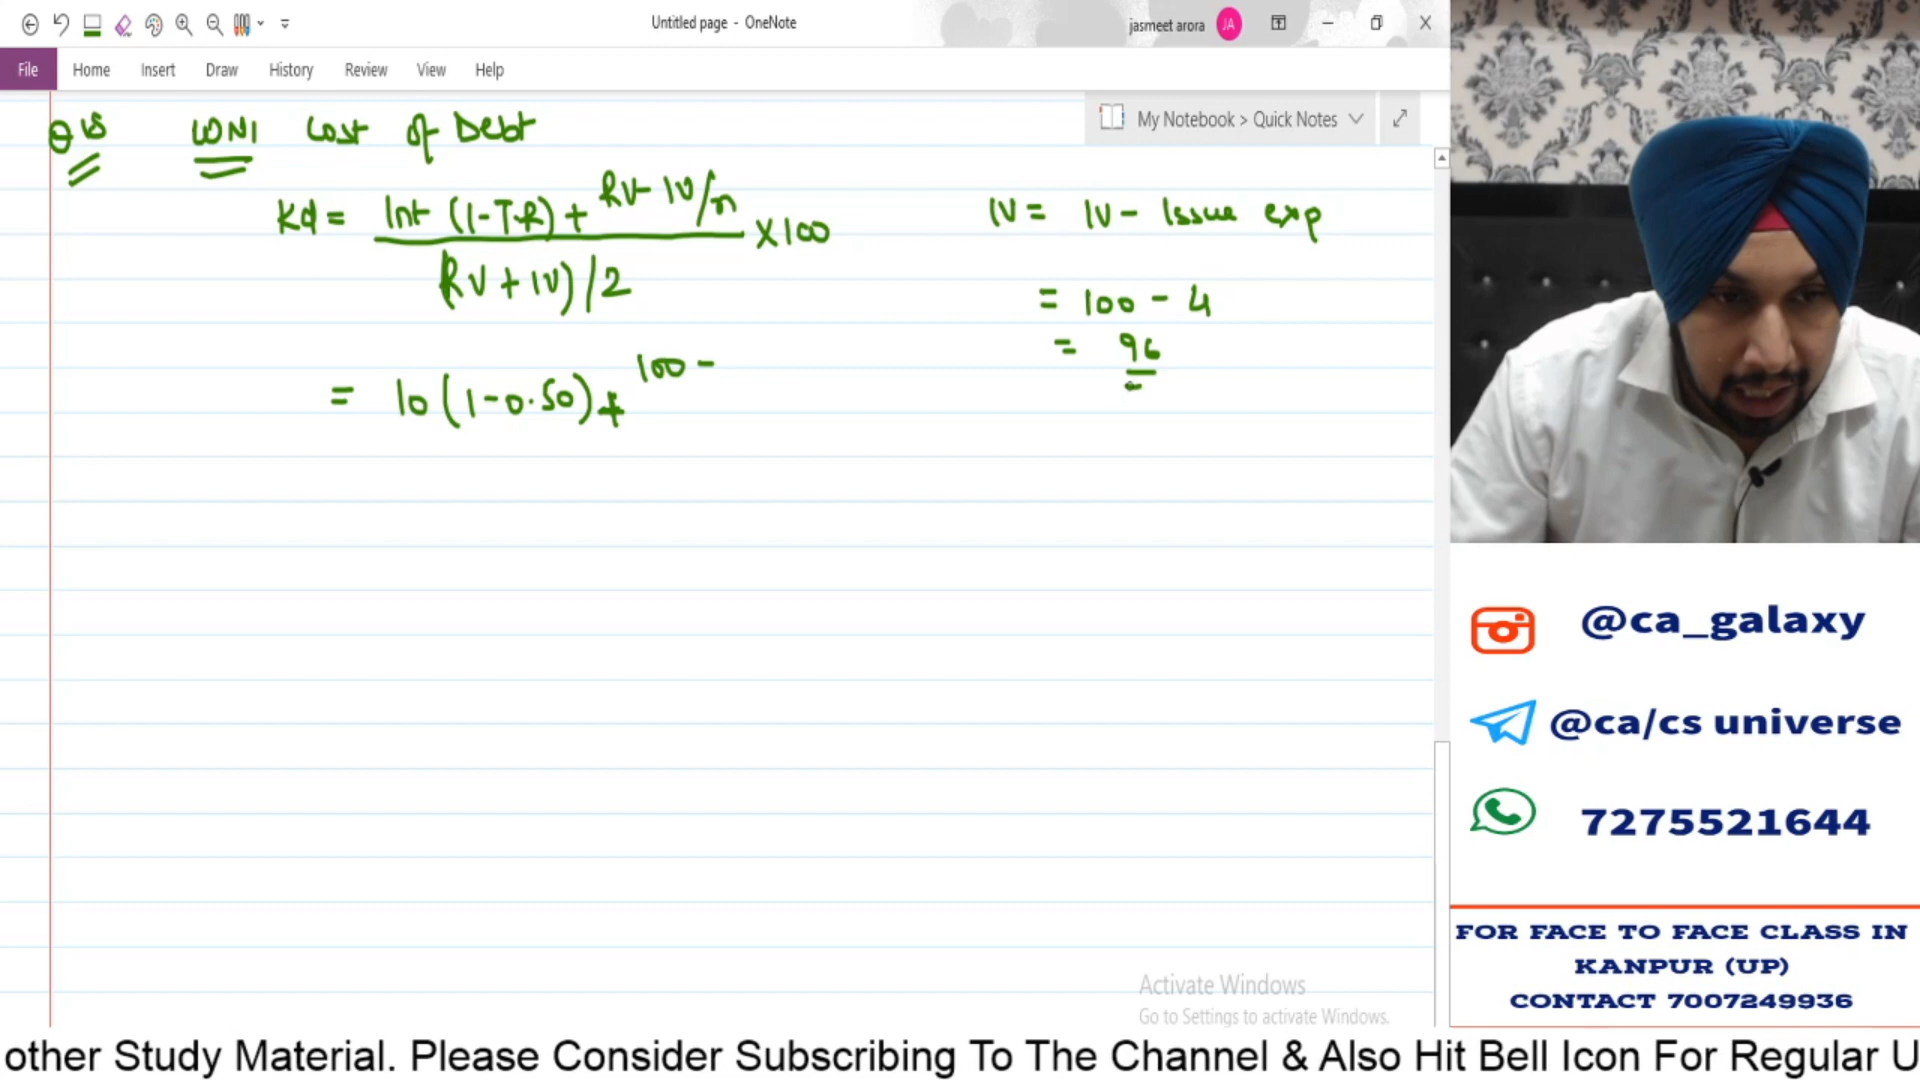 Untitled page - OneNote
jasmeet arora JA
File Home Insert Draw History Review View Help
My Notebook > Quick Notes
WN1 Cost of Debt
Kd = Int (1-T.R) + RV-IV/n
(RV + IV)/2 ×100
IV = IV - Issue exp
= 100 - 4
= 96
= 10 (1-0.50) + 100 -
@ca_galaxy
@ca/cs universe
7275521644
FOR FACE TO FACE CLASS IN
KANPUR (UP)
CONTACT 7007249936
Activate Windows
Go to Settings to activate Windows.
other Study Material. Please Consider Subscribing To The Channel & Also Hit Bell Icon For Regular U